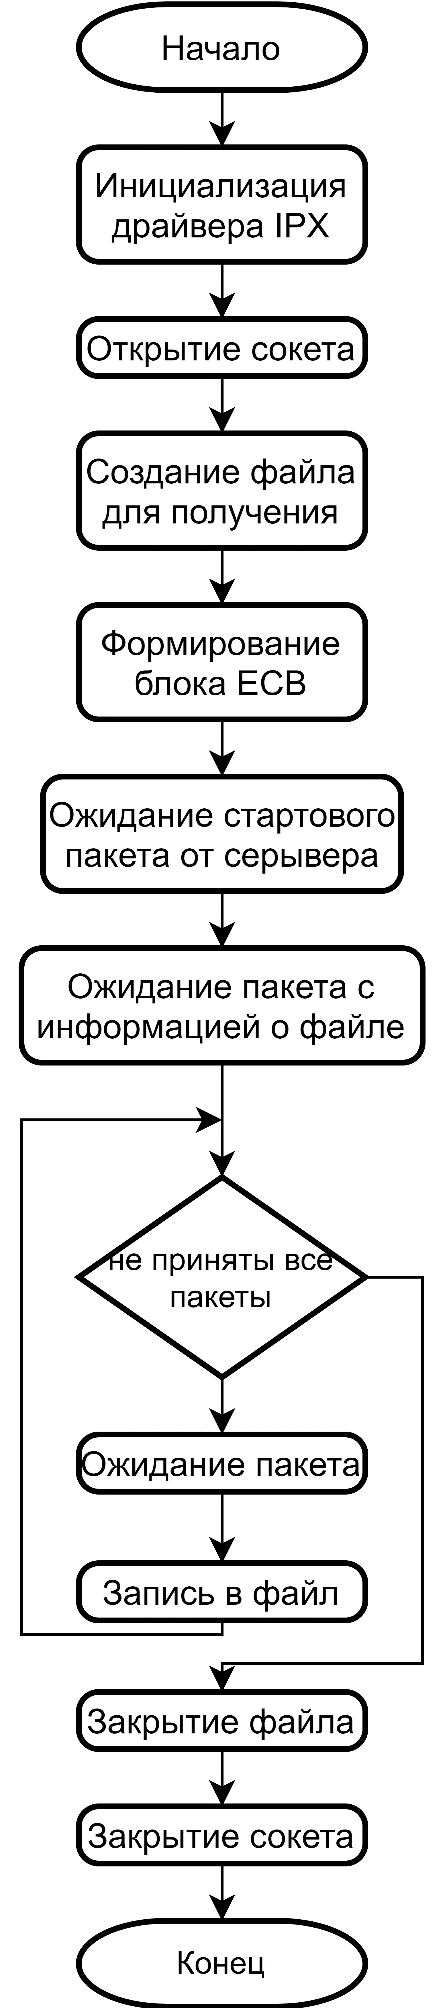 Начало
Инициализация
драйвера IPX
Открытие сокета
Создание файла
для получения
Формирование
блока ECB
Ожидание стартового
пакета от серывера
Ожидание пакета с
информацией о файле
не приняты все
пакеты
Ожидание пакета
Запись в файл
Закрытие файла
Закрытие сокета
Конец